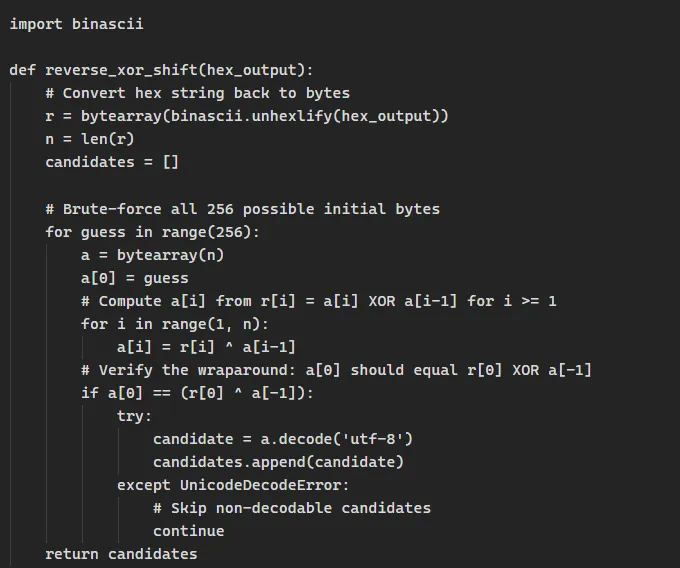 import binascii

def reverse_xor_shift(hex_output):
    # Convert hex string back to bytes
    r = bytearray(binascii.unhexlify(hex_output))
    n = len(r)
    candidates = []

    # Brute-force all 256 possible initial bytes
    for guess in range(256):
        a = bytearray(n)
        a[0] = guess
        # Compute a[i] from r[i] = a[i] XOR a[i-1] for i >= 1
        for i in range(1, n):
            a[i] = r[i] ^ a[i-1]
        # Verify the wraparound: a[0] should equal r[0] XOR a[-1]
        if a[0] == (r[0] ^ a[-1]):
            try:
                candidate = a.decode('utf-8')
                candidates.append(candidate)
            except UnicodeDecodeError:
                # Skip non-decodable candidates
                continue
    return candidates